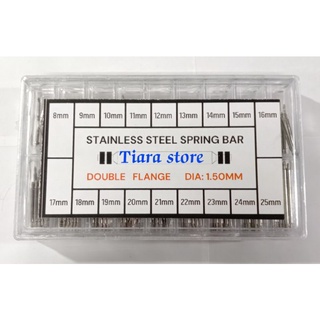 8mm 9mm 10mm 11mm 12mm 13mm 14mm 15mm 16mm
STAINLESS STEEL SPRING BAR
Tiara store
DOUBLE FLANGE DIA: 1.50MM
17mm 18mm 19mm 20mm 21mm 22mm 23mm 24mm 25mm